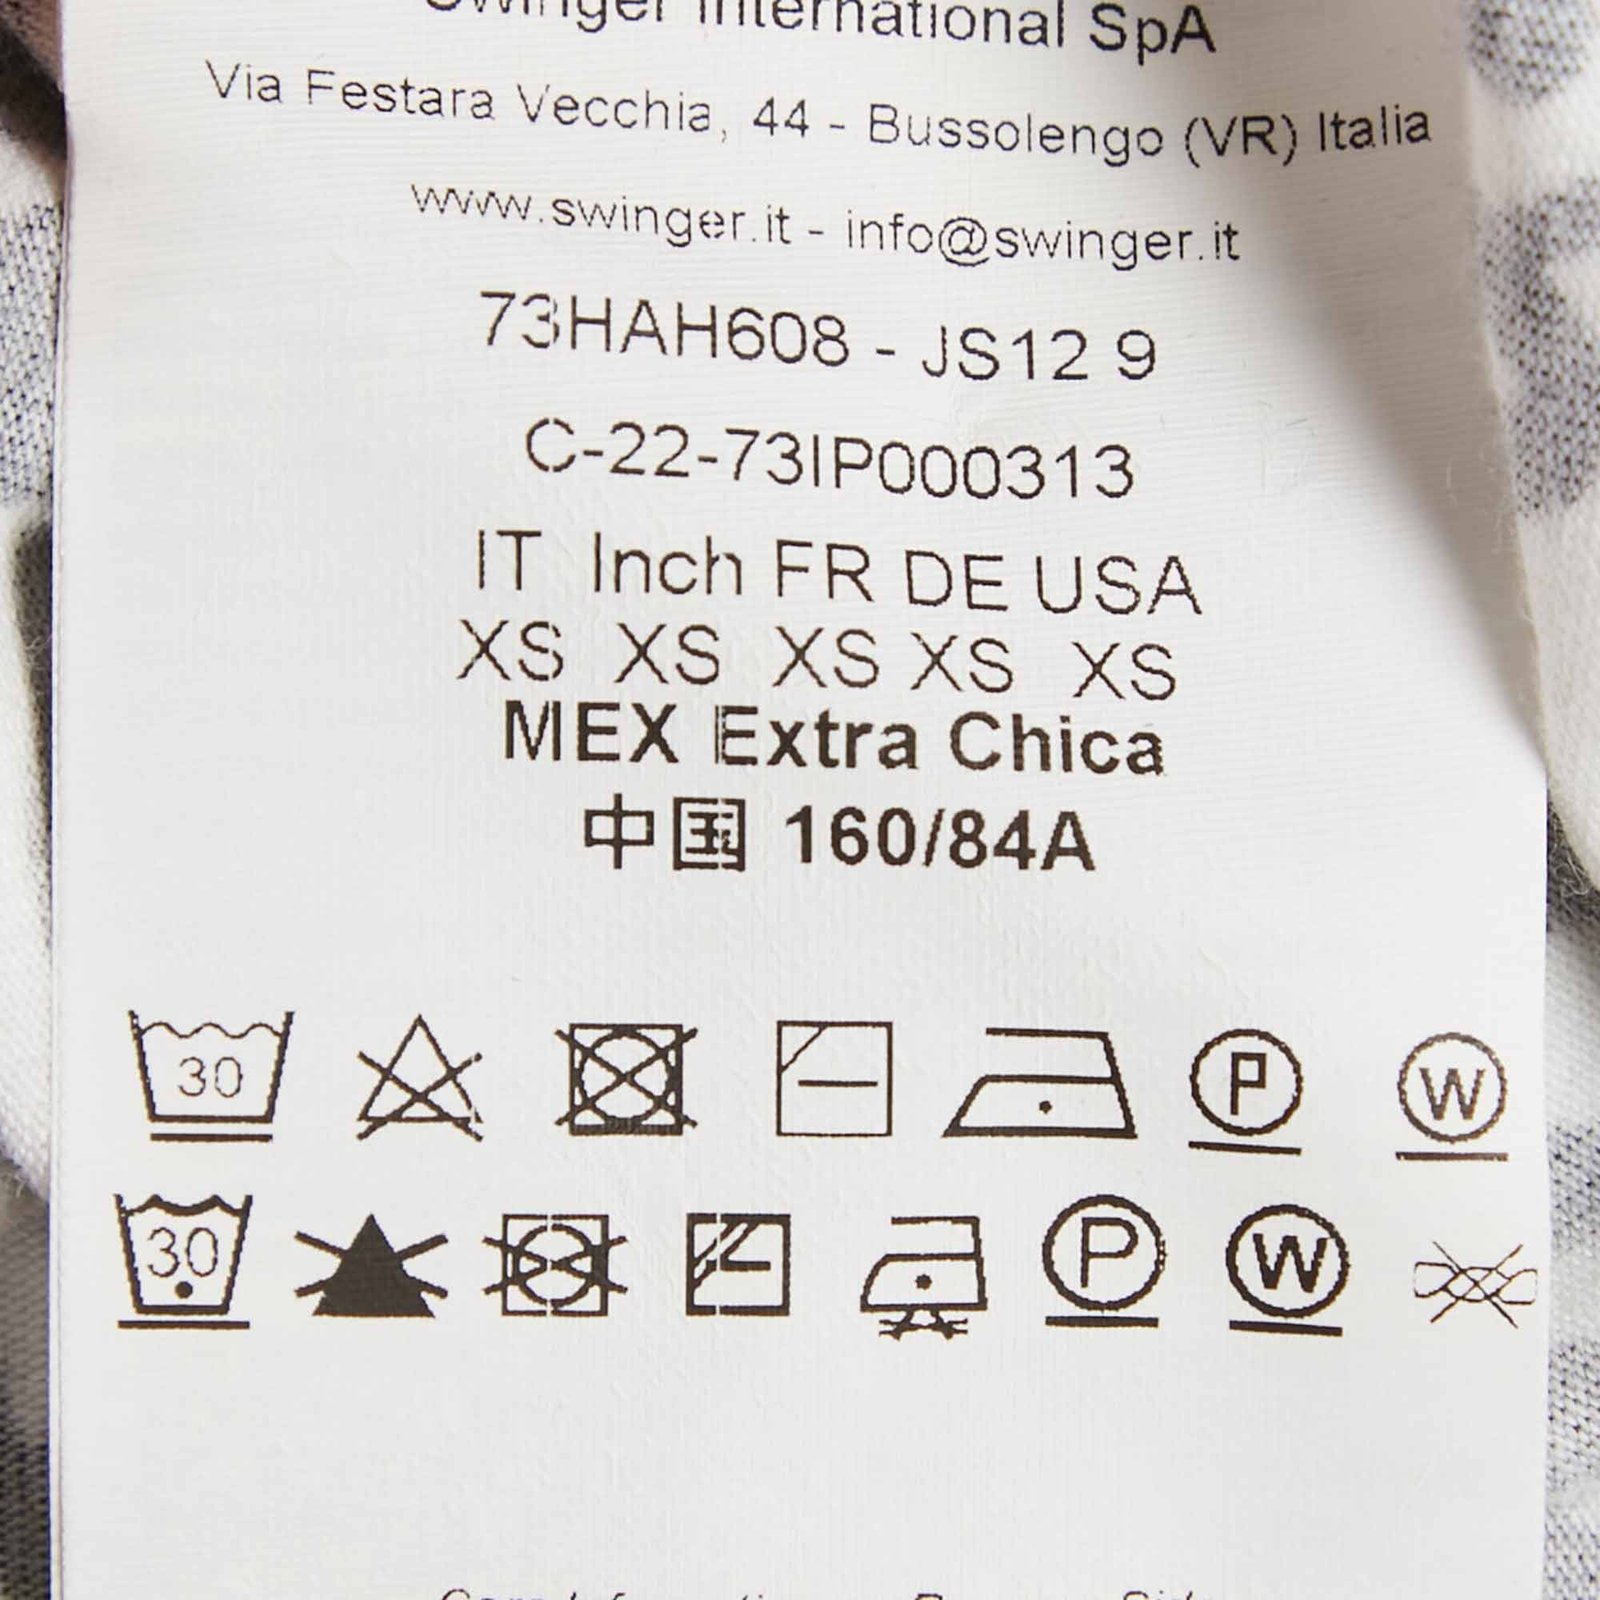 Swinger International SpA
Via Festara Vecchia, 44 - Bussolengo (VR) Italia
www.swinger.it - info@swinger.it
73HAH608 - JS12 9
C-22-73IP000313
IT Inch FR DE USA
XS XS XS XS XS
MEX Extra Chica
中国 160/84A
30 P W
30 P W